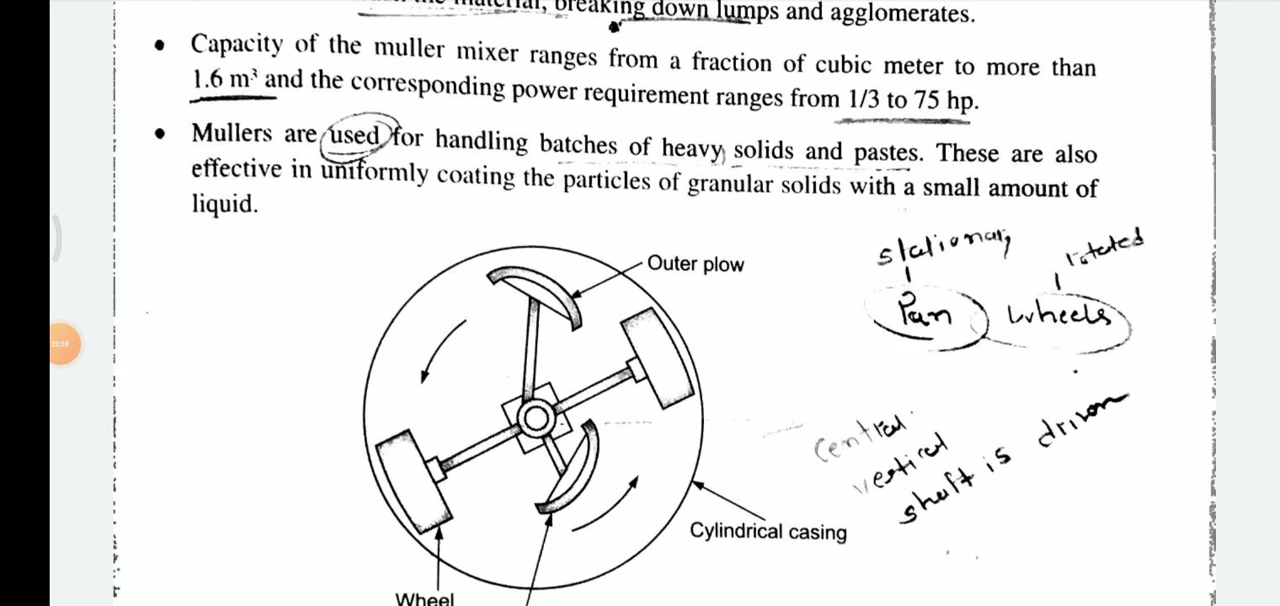 material, breaking down lumps and agglomerates.
• Capacity of the muller mixer ranges from a fraction of cubic meter to more than
1.6 m³ and the corresponding power requirement ranges from 1/3 to 75 hp.
• Mullers are used for handling batches of heavy solids and pastes. These are also
effective in uniformly coating the particles of granular solids with a small amount of
liquid.
Outer plow
stationary
rotated
Pan
Wheels
Central
vertical
shaft is driven
Cylindrical casing
Wheel